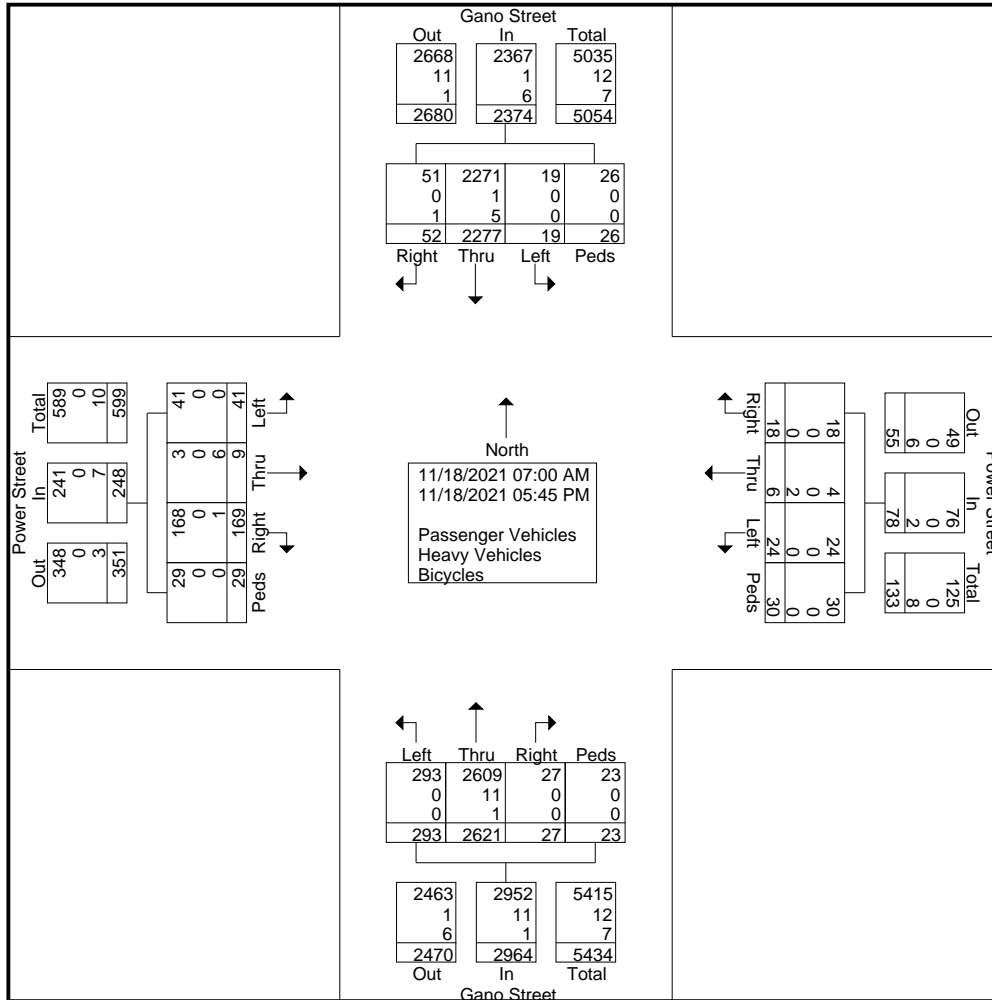 Gano Street
Out In Total
2668 2367 5035
11 1 12
1 6 7
2680 2374 5054
51 2271 19 26
0 1 0 0
1 5 0 0
52 2277 19 26
Right Thru Left Peds
Power Street
Total In Out
589 0 10 599
241 0 7 248
348 0 3 351
41 0 0 41 Left
3 0 6 9 Thru
168 0 1 169 Right
29 0 0 29 Peds
North
11/18/2021 07:00 AM
11/18/2021 05:45 PM
Passenger Vehicles
Heavy Vehicles
Bicycles
Right 18 0 0 18
Thru 4 0 2 6
Left 24 0 0 24
Peds 30 0 0 30
Out 49 0 6 55
In 76 0 2 78
Total 125 0 8 133
Power Street
Left Thru Right Peds
293 2609 27 23
0 11 0 0
0 1 0 0
293 2621 27 23
2463 2952 5415
1 11 12
6 1 7
2470 2964 5434
Out In Total
Gano Street